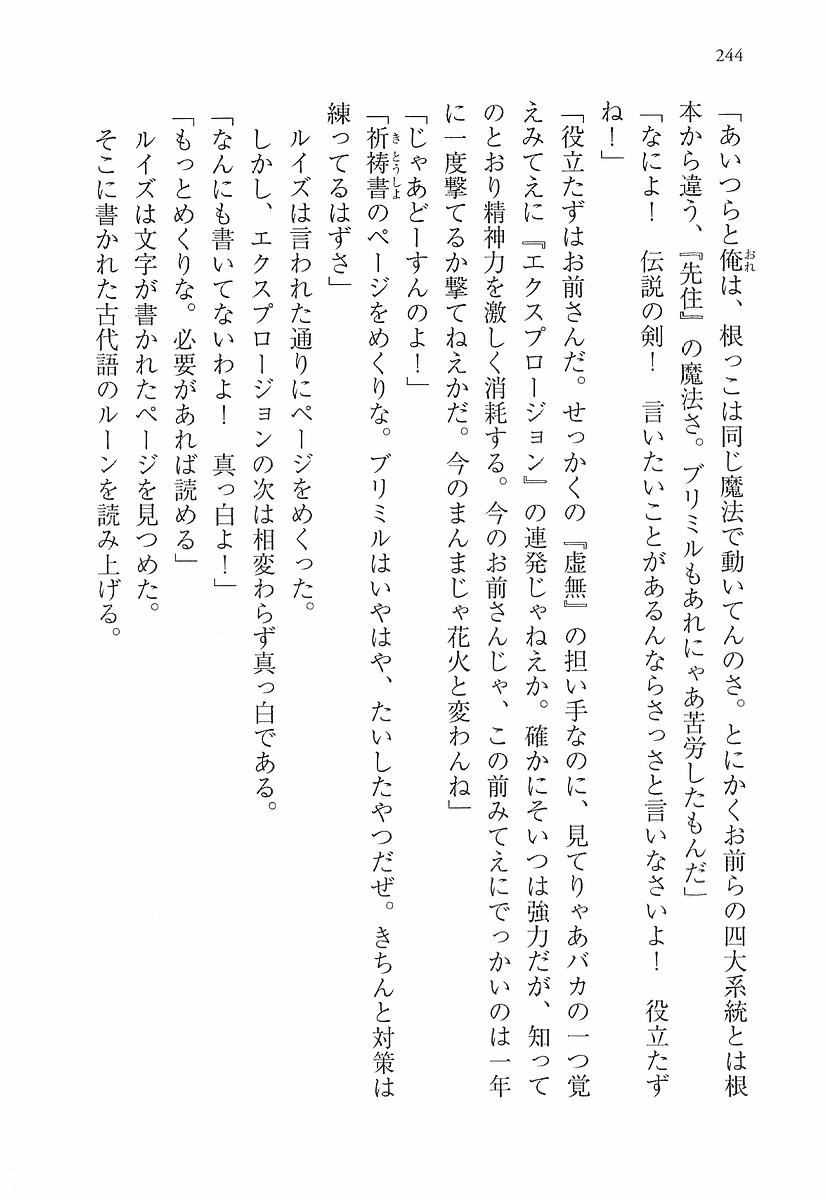 244
「あいつらと俺は、根っこは同じ魔法で動いてんのさ。とにかくお前らの四大系統とは根
本から違う、『先住』の魔法さ。ブリミルもあれにゃあ苦労したもんだ」
「なによ！　伝説の剣！　言いたいことがあるんならさっさと言いなさいよ！　役立たず
ね！」
「役立たずはお前さんだ。せっかくの『虚無』の担い手なのに、見てりゃあバカの一つ覚
えみてえに『エクスプロージョン』の連発じゃねえか。確かにそいつは強力だが、知って
のとおり精神力を激しく消耗する。今のお前さんじゃ、この前みてえにでっかいのは一年
に一度撃てるか撃てねえかだ。今のまんまじゃ花火と変わんね」
「じゃあどーすんのよ！」
「祈祷書のページをめくりな。ブリミルはいやはや、たいしたやつだぜ。きちんと対策は
練ってるはずさ」
　ルイズは言われた通りにページをめくった。
　しかし、エクスプロージョンの次は相変わらず真っ白である。
「なんにも書いてないわよ！　真っ白よ！」
「もっとめくりな。必要があれば読める」
　ルイズは文字が書かれたページを見つめた。
　そこに書かれた古代語のルーンを読み上げる。